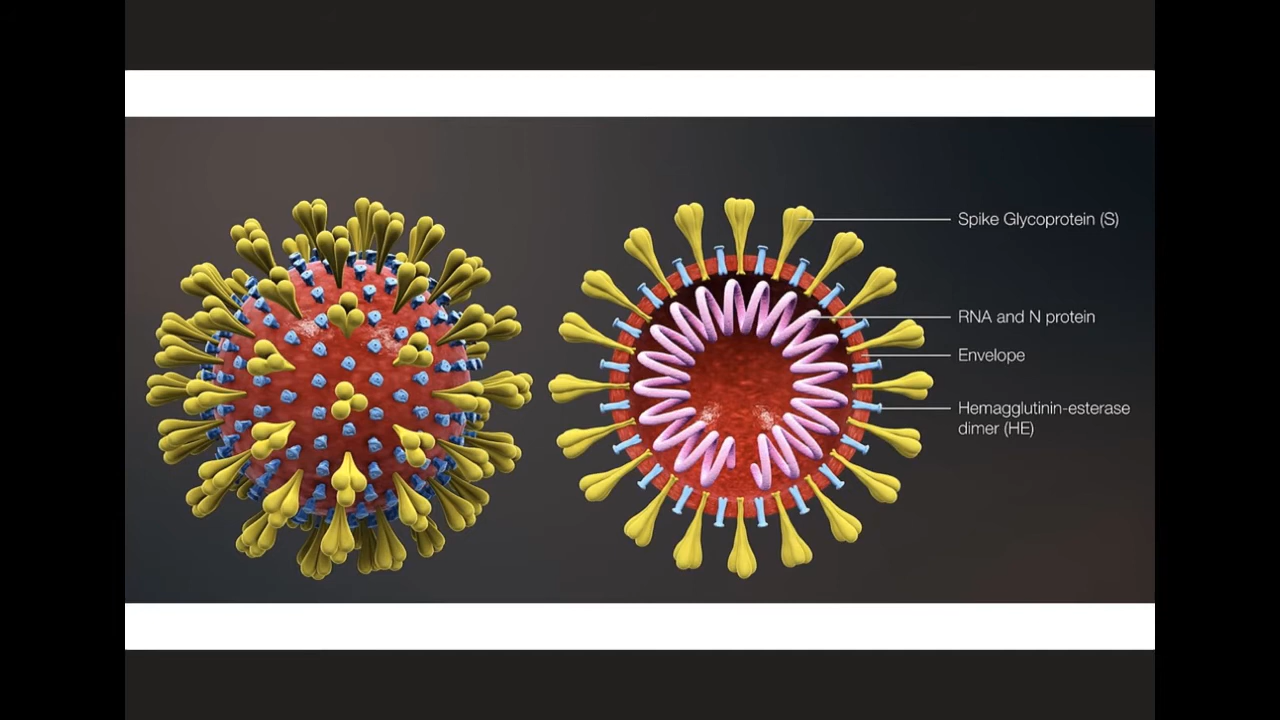 Spike Glycoprotein (S)
RNA and N protein
Envelope
Hemagglutinin-esterase
dimer (HE)